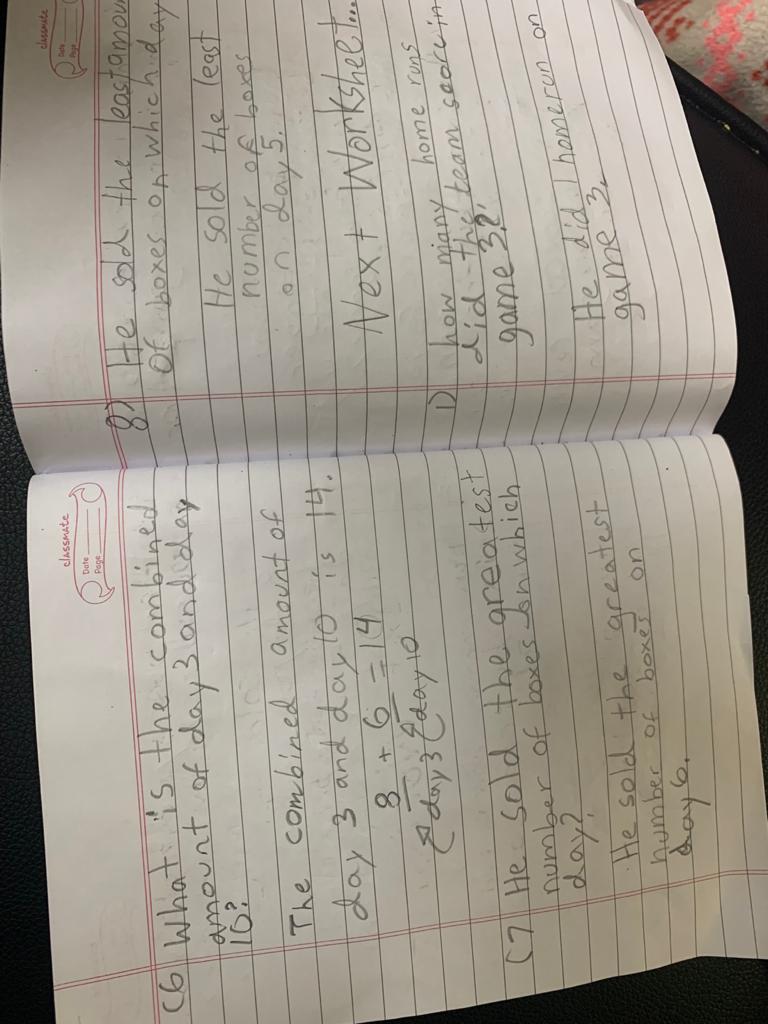 classmate
Date
Page
(6 What is the combined
amount of day 3 and day
10?
The combined amount of
day 3 and day 10 is 14.
8 + 6 = 14
day 3 day 10
(7 He sold the greatest
number of boxes on which
day?
He sold the greatest
number of boxes on
day 6.
classmate
Date
Page
8) He sold the least amou
of boxes on which day
He sold the least
number of boxes
on day 5.
Next Worksheet...
1) how many home runs
did the team score in
game 3?
He did 1 homerun on
game 3.